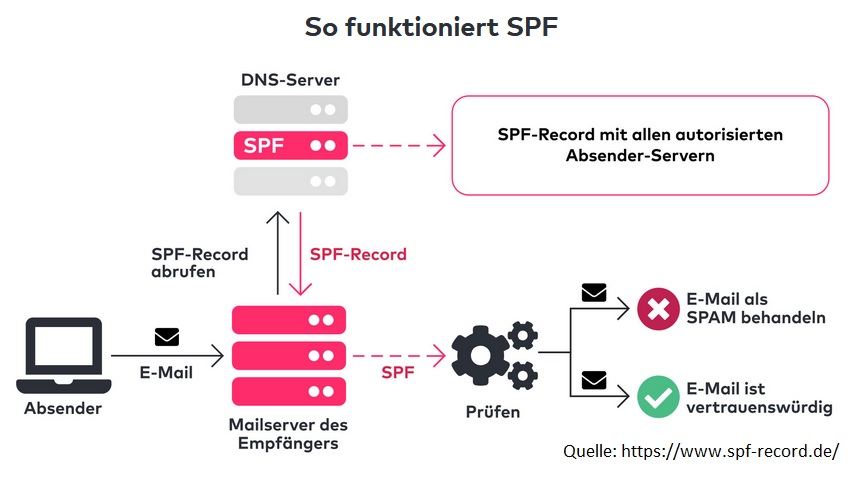 So funktioniert SPF
DNS-Server
SPF
SPF-Record mit allen autorisierten
Absender-Servern
SPF-Record
abrufen
SPF-Record
E-Mail als
SPAM behandeln
E-Mail
SPF
Absender
Mailserver des
Empfängers
Prüfen
E-Mail ist
vertrauenswürdig
Quelle: https://www.spf-record.de/